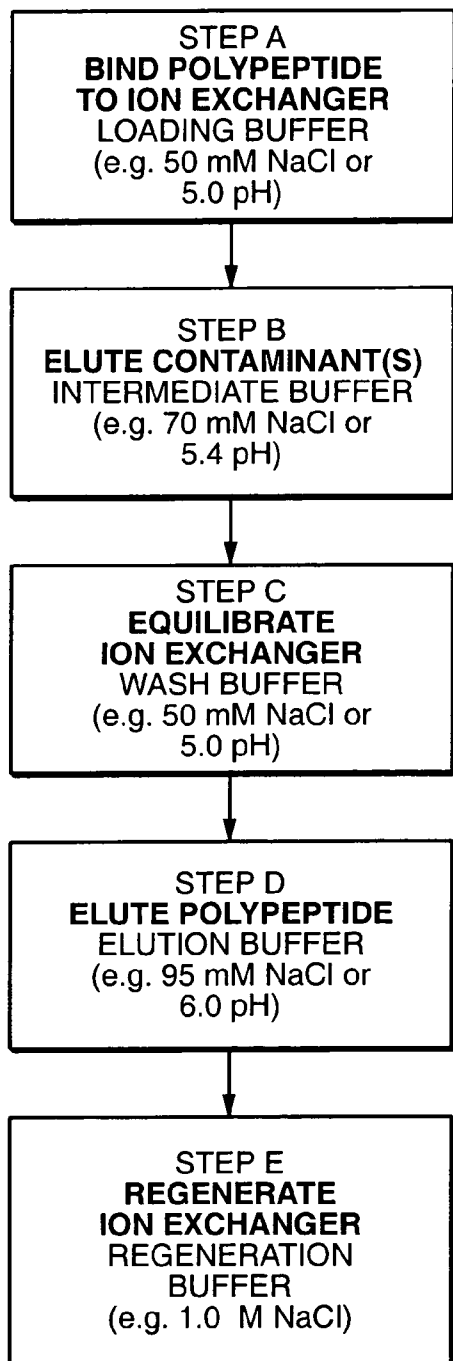 STEP A
BIND POLYPEPTIDE
TO ION EXCHANGER
LOADING BUFFER
(e.g. 50 mM NaCl or
5.0 pH)
STEP B
ELUTE CONTAMINANT(S)
INTERMEDIATE BUFFER
(e.g. 70 mM NaCl or
5.4 pH)
STEP C
EQUILIBRATE
ION EXCHANGER
WASH BUFFER
(e.g. 50 mM NaCl or
5.0 pH)
STEP D
ELUTE POLYPEPTIDE
ELUTION BUFFER
(e.g. 95 mM NaCl or
6.0 pH)
STEP E
REGENERATE
ION EXCHANGER
REGENERATION
BUFFER
(e.g. 1.0 M NaCl)